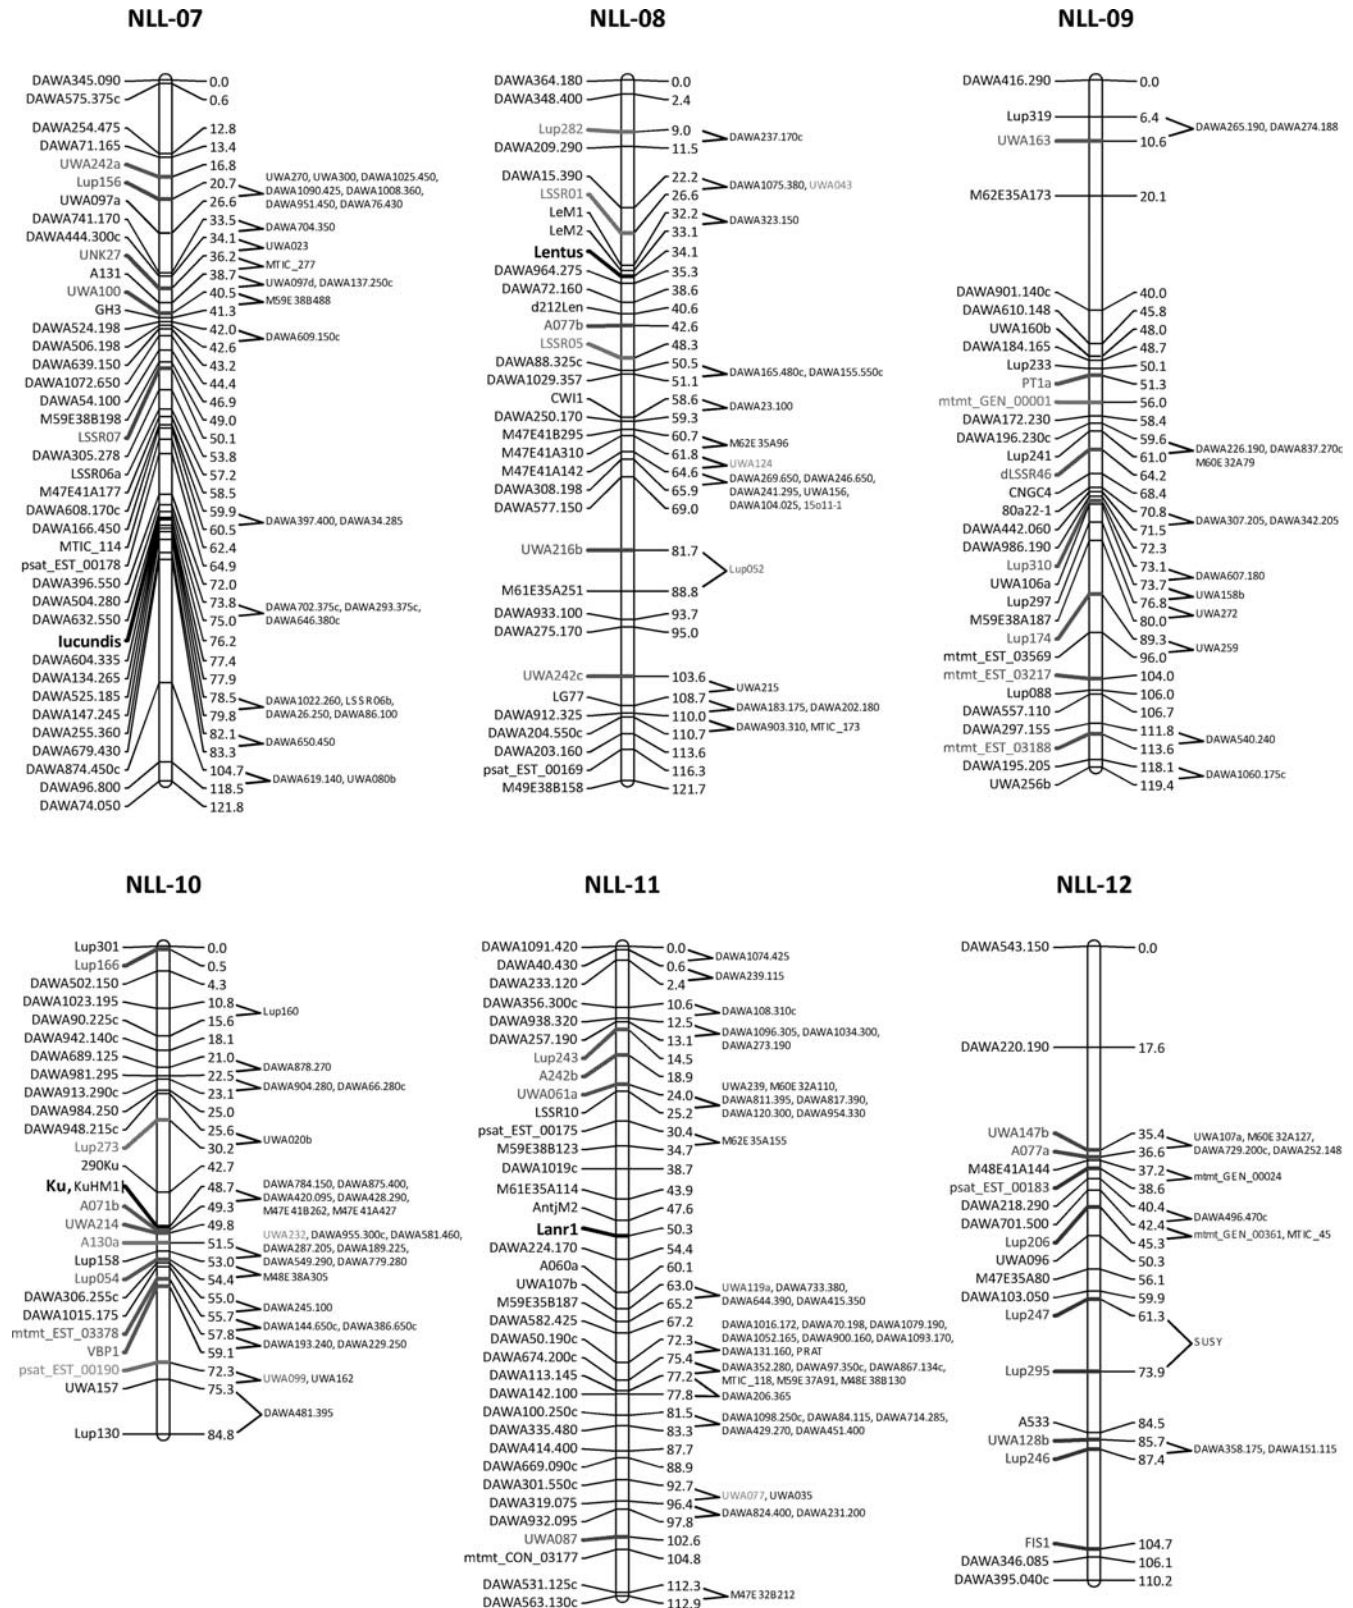 NLL-07
DAWA345.090 0.0
DAWA575.375c 0.6
DAWA254.475 12.8
DAWA71.165 13.4
UWA242a 16.8
Lup156 20.7
UWA097a 26.6
DAWA741.170 33.5
DAWA444.300c 34.1
UNK27 36.2
A131 38.7
UWA100 40.5
GH3 41.3
DAWA524.198 42.0
DAWA506.198 42.6
DAWA639.150 43.2
DAWA1072.650 44.4
DAWA54.100 46.9
M59E38B198 49.0
LSSR07 50.1
DAWA305.278 53.8
LSSR06a 57.2
M47E41A177 58.5
DAWA608.170c 59.9
DAWA166.450 60.5
MTIC_114 62.4
psat_EST_00178 64.9
DAWA396.550 72.0
DAWA504.280 73.8
DAWA632.550 75.0
Iucundis 76.2
DAWA604.335 77.4
DAWA134.265 77.9
DAWA525.185 78.5
DAWA147.245 79.8
DAWA255.360 82.1
DAWA679.430 83.3
DAWA874.450c 104.7
DAWA96.800 118.5
DAWA74.050 121.8
UWA270, UWA300, DAWA1025.450,
DAWA1090.425, DAWA1008.360,
DAWA951.450, DAWA76.430
DAWA704.350
UWA023
MTIC_277
UWA097d, DAWA137.250c
M59E38B488
DAWA609.150c
DAWA397.400, DAWA34.285
DAWA702.375c, DAWA293.375c,
DAWA646.380c
DAWA1022.260, LSSR06b,
DAWA26.250, DAWA86.100
DAWA650.450
DAWA619.140, UWA080b
NLL-08
DAWA364.180 0.0
DAWA348.400 2.4
Lup282 9.0
DAWA209.290 11.5
DAWA15.390 22.2
LSSR01 26.6
LeM1 32.2
LeM2 33.1
Lentus 34.1
DAWA964.275 35.3
DAWA72.160 38.6
d212Len 40.6
A077b 42.6
LSSR05 48.3
DAWA88.325c 50.5
DAWA1029.357 51.1
CWI1 58.6
DAWA250.170 59.3
M47E41B295 60.7
M47E41A310 61.8
M47E41A142 64.6
DAWA308.198 65.9
DAWA577.150 69.0
UWA216b 81.7
M61E35A251 88.8
DAWA933.100 93.7
DAWA275.170 95.0
UWA242c 103.6
LG77 108.7
DAWA912.325 110.0
DAWA204.550c 110.7
DAWA203.160 113.6
psat_EST_00169 116.3
M49E38B158 121.7
DAWA237.170c
DAWA1075.380, UWA043
DAWA323.150
DAWA165.480c, DAWA155.550c
DAWA23.100
M62E35A96
UWA124
DAWA269.650, DAWA246.650,
DAWA241.295, UWA156,
DAWA104.025, 15o11-1
Lup052
UWA215
DAWA183.175, DAWA202.180
DAWA903.310, MTIC_173
NLL-09
DAWA416.290 0.0
Lup319 6.4
UWA163 10.6
M62E35A173 20.1
DAWA901.140c 40.0
DAWA610.148 45.8
UWA160b 48.0
DAWA184.165 48.7
Lup233 50.1
PT1a 51.3
mtmt_GEN_00001 56.0
DAWA172.230 58.4
DAWA196.230c 59.6
Lup241 61.0
dLSSR46 64.2
CNGC4 68.4
80a22-1 70.8
DAWA442.060 71.5
DAWA986.190 72.3
Lup310 73.1
UWA106a 73.7
Lup297 76.8
M59E38A187 80.0
Lup174 89.3
mtmt_EST_03569 96.0
mtmt_EST_03217 104.0
Lup088 106.0
DAWA557.110 106.7
DAWA297.155 111.8
mtmt_EST_03188 113.6
DAWA195.205 118.1
UWA256b 119.4
DAWA265.190, DAWA274.188
DAWA226.190, DAWA837.270c
M60E32A79
DAWA307.205, DAWA342.205
DAWA607.180
UWA158b
UWA272
UWA259
DAWA540.240
DAWA1060.175c
NLL-10
Lup301 0.0
Lup166 0.5
DAWA502.150 4.3
DAWA1023.195 10.8
DAWA90.225c 15.6
DAWA942.140c 18.1
DAWA689.125 21.0
DAWA981.295 22.5
DAWA913.290c 23.1
DAWA984.250 25.0
DAWA948.215c 25.6
Lup273 30.2
290Ku 42.7
Ku, KuHM1 48.7
A071b 49.3
UWA214 49.8
A130a 51.5
Lup158 53.0
Lup054 54.4
DAWA306.255c 55.0
DAWA1015.175 55.7
mtmt_EST_03378 57.8
VBP1 59.1
psat_EST_00190 72.3
UWA157 75.3
Lup130 84.8
Lup160
DAWA878.270
DAWA904.280, DAWA66.280c
UWA020b
DAWA784.150, DAWA875.400,
DAWA420.095, DAWA428.290,
M47E41B262, M47E41A427
UWA232, DAWA955.300c, DAWA581.460,
DAWA287.205, DAWA189.225,
DAWA549.290, DAWA779.280
M48E38A305
DAWA245.100
DAWA144.650c, DAWA386.650c
DAWA193.240, DAWA229.250
UWA099, UWA162
DAWA481.395
NLL-11
DAWA1091.420 0.0
DAWA40.430 0.6
DAWA233.120 2.4
DAWA356.300c 10.6
DAWA938.320 12.5
DAWA257.190 13.1
Lup243 14.5
A242b 18.9
UWA061a 24.0
LSSR10 25.2
psat_EST_00175 30.4
M59E38B123 34.7
DAWA1019c 38.7
M61E35A114 43.9
AntjM2 47.6
Lanr1 50.3
DAWA224.170 54.4
A060a 60.1
UWA107b 63.0
M59E35B187 65.2
DAWA582.425 67.2
DAWA50.190c 72.3
DAWA674.200c 75.4
DAWA113.145 77.2
DAWA142.100 77.8
DAWA100.250c 81.5
DAWA335.480 83.3
DAWA414.400 87.7
DAWA669.090c 88.9
DAWA301.550c 92.7
DAWA319.075 96.4
DAWA932.095 97.8
UWA087 102.6
mtmt_CON_03177 104.8
DAWA531.125c 112.3
DAWA563.130c 112.9
DAWA1074.425
DAWA239.115
DAWA108.310c
DAWA1096.305, DAWA1034.300,
DAWA273.190
UWA239, M60E32A110,
DAWA811.395, DAWA817.390,
DAWA120.300, DAWA954.330
M62E35A155
UWA119a, DAWA733.380,
DAWA644.390, DAWA415.350
DAWA1016.172, DAWA70.198, DAWA1079.190,
DAWA1052.165, DAWA900.160, DAWA1093.170,
DAWA131.160, PRAT
DAWA352.280, DAWA97.350c, DAWA867.134c,
MTIC_118, M59E37A91, M48E38B130
DAWA206.365
DAWA1098.250c, DAWA84.115, DAWA714.285,
DAWA429.270, DAWA451.400
UWA077, UWA035
DAWA824.400, DAWA231.200
M47E32B212
NLL-12
DAWA543.150 0.0
DAWA220.190 17.6
UWA147b 35.4
A077a 36.6
M48E41A144 37.2
psat_EST_00183 38.6
DAWA218.290 40.4
DAWA701.500 42.4
Lup206 45.3
UWA096 50.3
M47E35A80 56.1
DAWA103.050 59.9
Lup247 61.3
Lup295 73.9
A533 84.5
UWA128b 85.7
Lup246 87.4
FIS1 104.7
DAWA346.085 106.1
DAWA395.040c 110.2
UWA107a, M60E32A127,
DAWA729.200c, DAWA252.148
mtmt_GEN_00024
DAWA496.470c
mtmt_GEN_00361, MTIC_45
SUSY
DAWA358.175, DAWA151.115